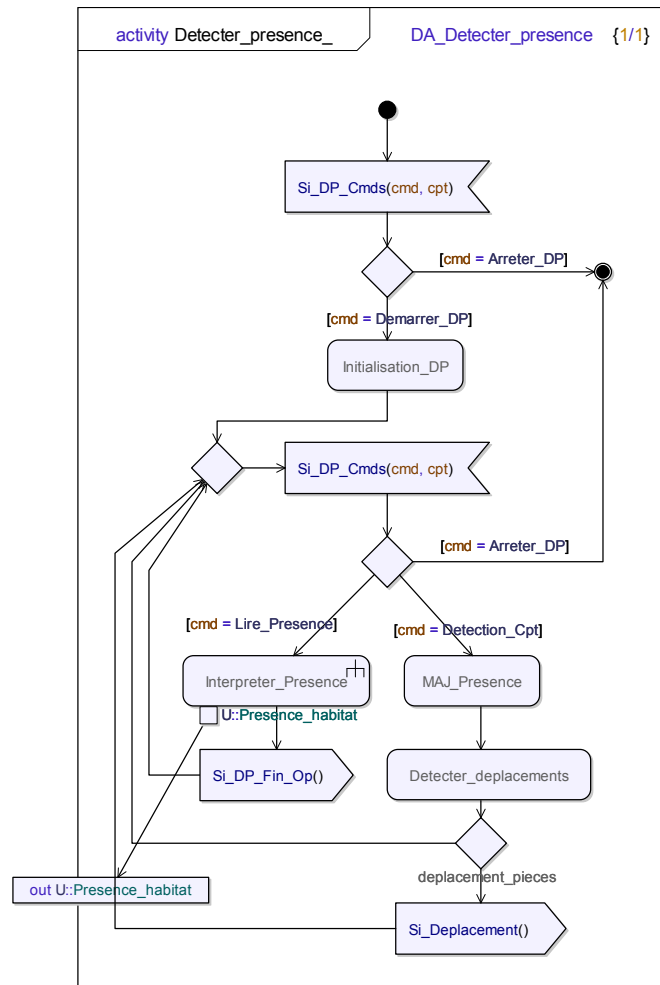 activity Detecter_presence_
DA_Detecter_presence {1/1}
Si_DP_Cmds(cmd, cpt)
[cmd = Arreter_DP]
[cmd = Demarrer_DP]
Initialisation_DP
Si_DP_Cmds(cmd, cpt)
[cmd = Arreter_DP]
[cmd = Lire_Presence]
[cmd = Detection_Cpt]
Interpreter_Presence
MAJ_Presence
U::Presence_habitat
Si_DP_Fin_Op()
Detecter_deplacements
deplacement_pieces
out U::Presence_habitat
Si_Deplacement()